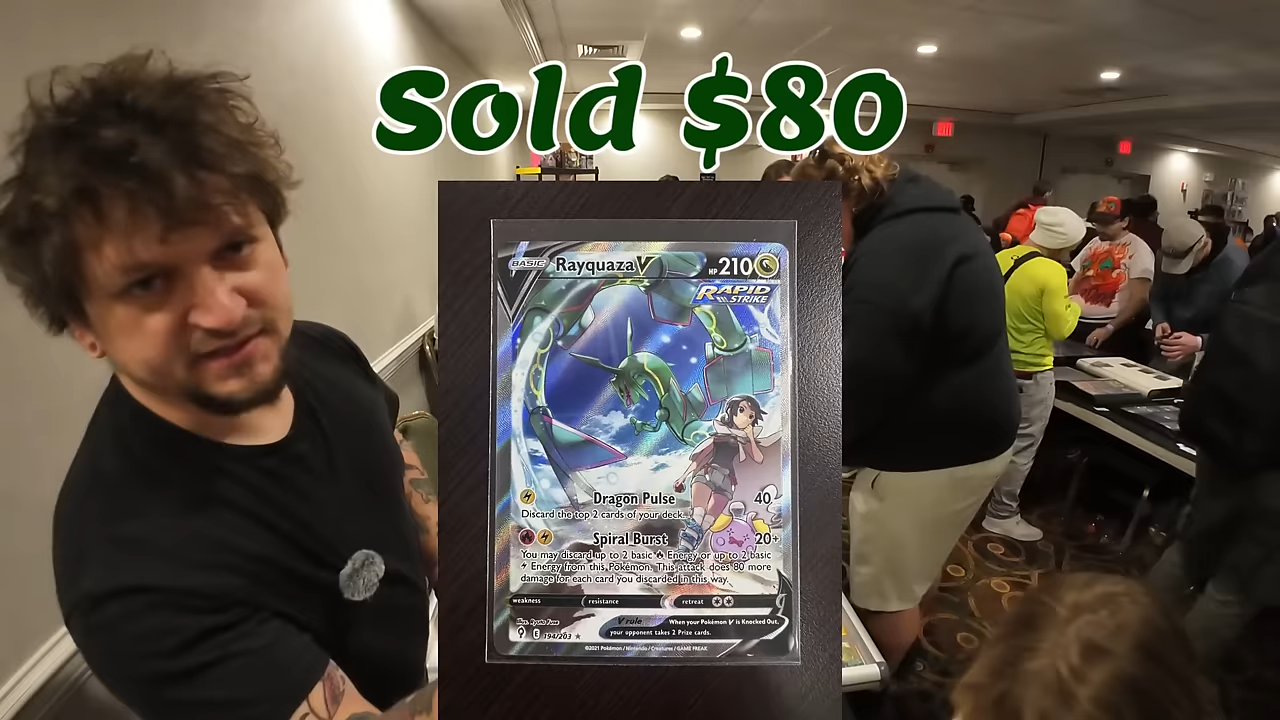 Sold $80
BASIC Rayquaza V HP 210
RAPID
STRIKE
Dragon Pulse 40
Discard the top 2 cards of your deck.
Spiral Burst 20+
You may discard up to 2 basic Energy or up to 2 basic
Energy from this Pokémon. This attack does 80 more
damage for each card you discarded in this way.
weakness resistance retreat
V rule When your Pokémon V is Knocked Out,
your opponent takes 2 Prize cards.
Illus. Ryota Fuse
E 194/203 ★
©2021 Pokémon / Nintendo / Creatures / GAME FREAK